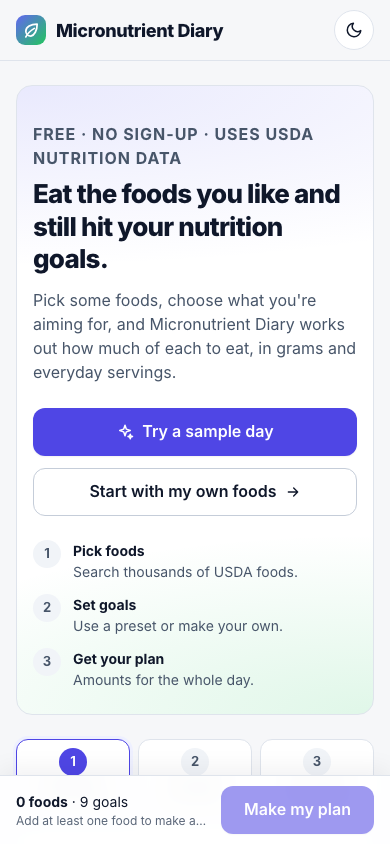 Micronutrient Diary
FREE · NO SIGN-UP · USES USDA
NUTRITION DATA
Eat the foods you like and
still hit your nutrition
goals.
Pick some foods, choose what you're
aiming for, and Micronutrient Diary works
out how much of each to eat, in grams and
everyday servings.
Try a sample day
Start with my own foods →
1 Pick foods
Search thousands of USDA foods.
2 Set goals
Use a preset or make your own.
3 Get your plan
Amounts for the whole day.
1 2 3
0 foods · 9 goals
Add at least one food to make a...
Make my plan